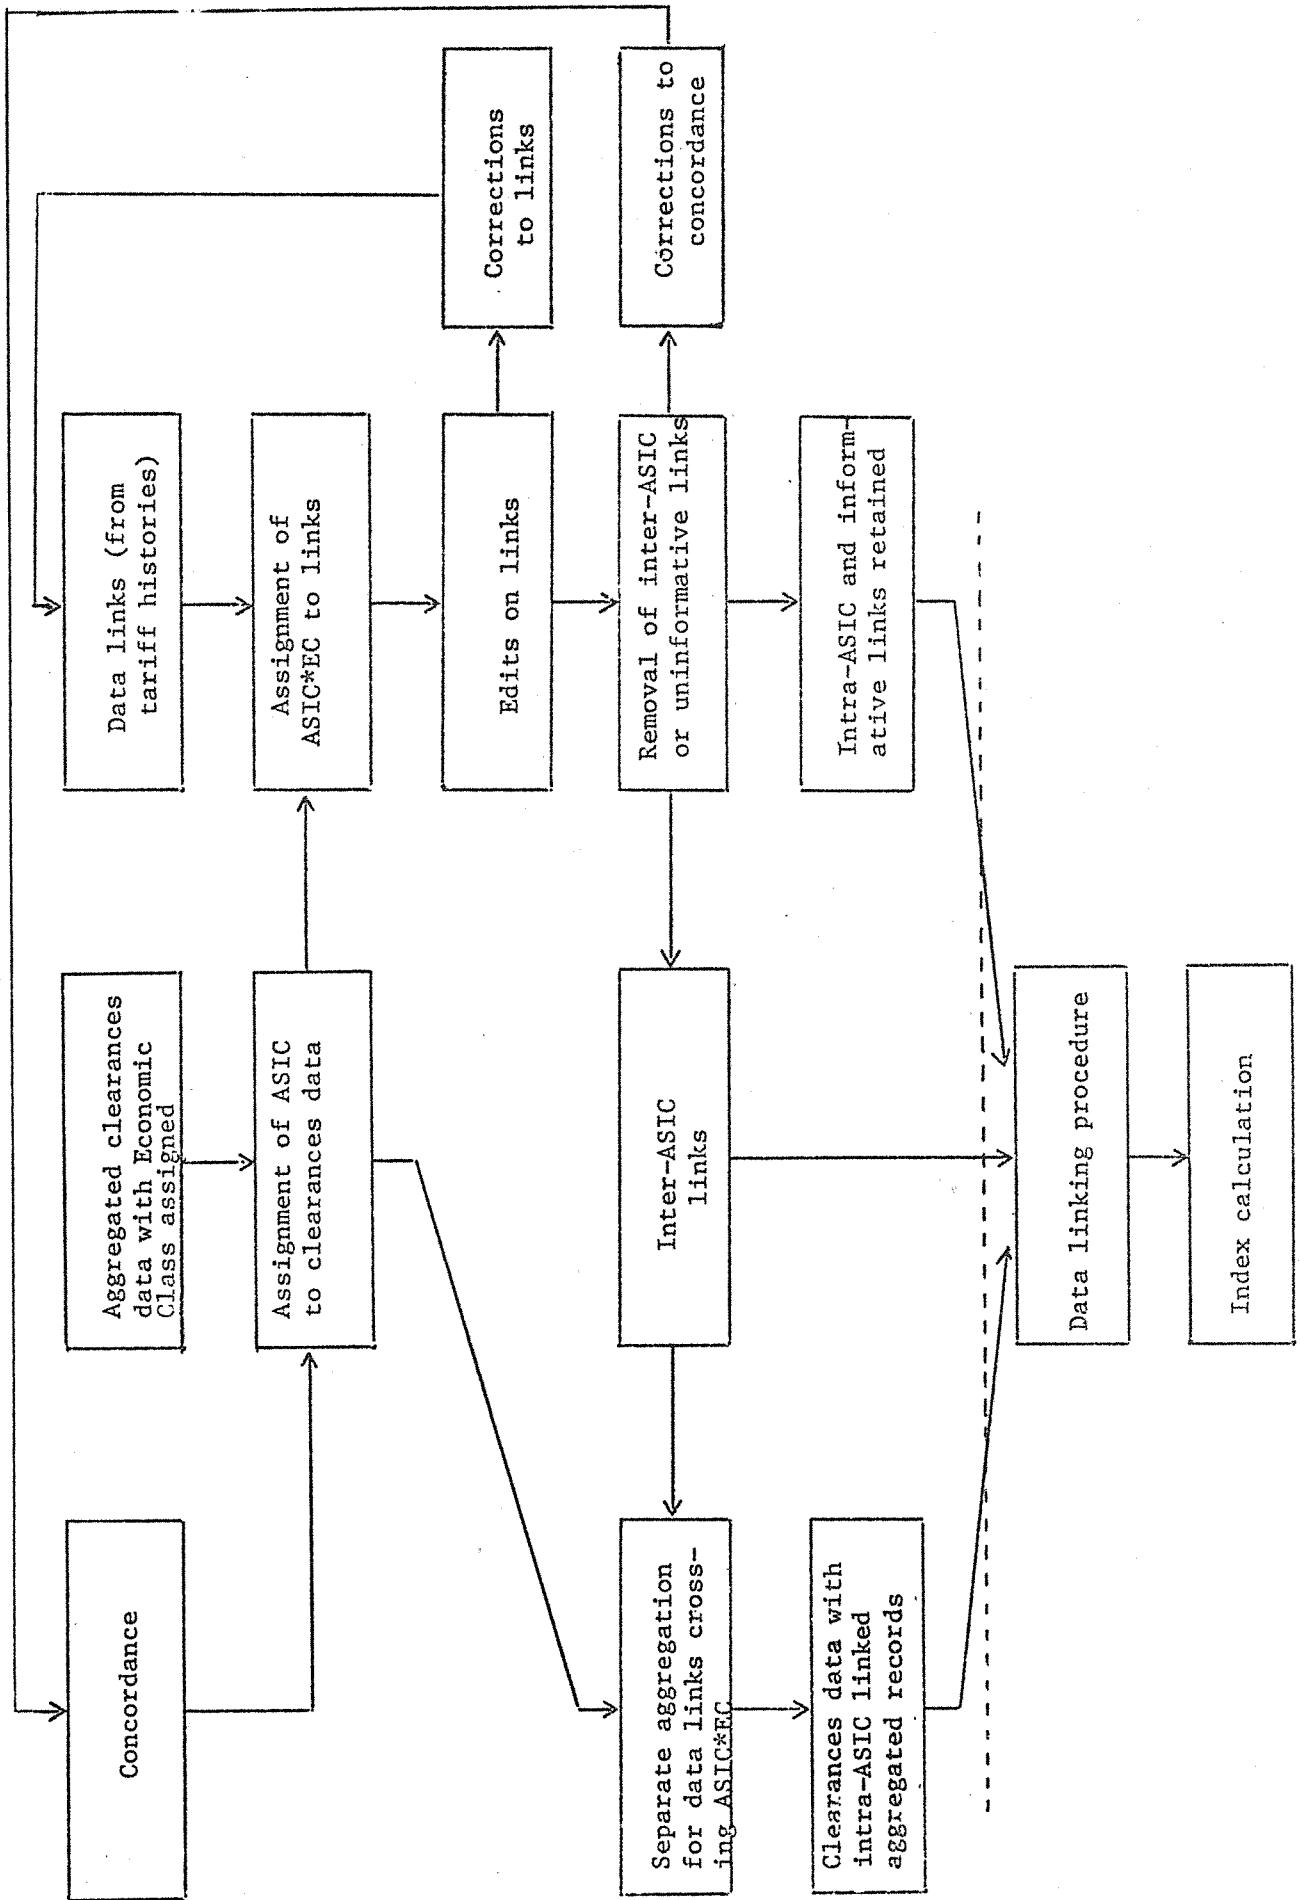 Concordance
Aggregated clearances
data with Economic
Class assigned
Data links (from
tariff histories)
Assignment of ASIC
to clearances data
Assignment of
ASIC*EC to links
Edits on links
Corrections
to links
Separate aggregation
for data links cross-
ing ASIC*EC
Inter-ASIC
links
Removal of inter-ASIC
or uninformative links
Corrections to
concordance
Clearances data with
intra-ASIC linked
aggregated records
Intra-ASIC and inform-
ative links retained
Data linking procedure
Index calculation